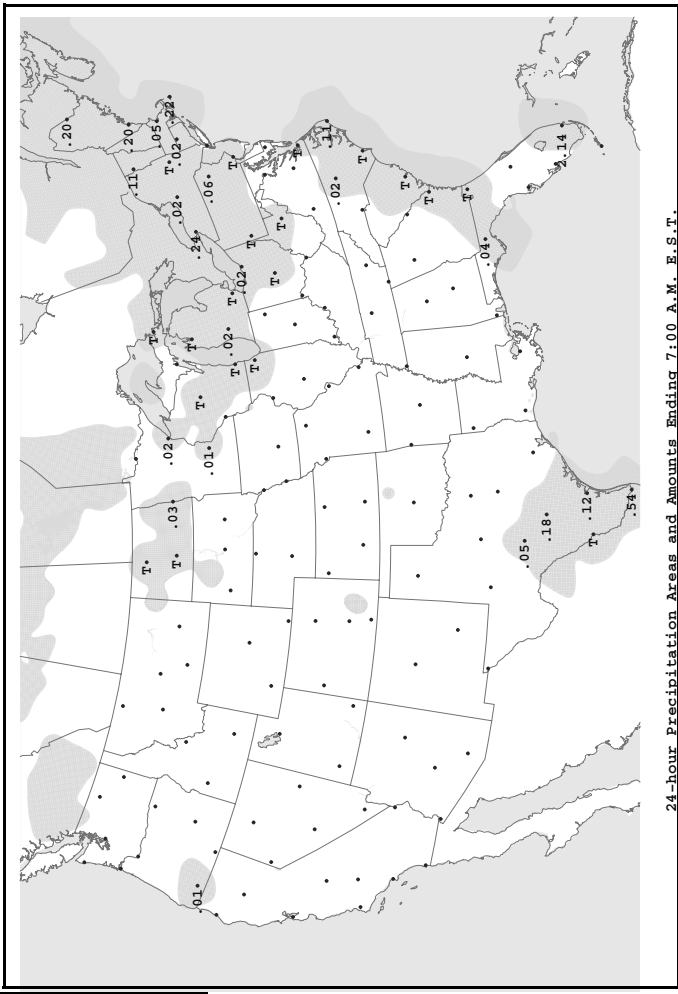 .20
.20
.11
T
T
.05
.02
.22
T
.03
T
.02
.02
T
.24
.01
T
.01
.06
.02
T
T
T
.02
T
T
T
T
T
.11
.02
T
T
T
T
.04
.05
.18
2.14
.12
T
.54
24-hour Precipitation Areas and Amounts Ending 7:00 A.M. E.S.T.